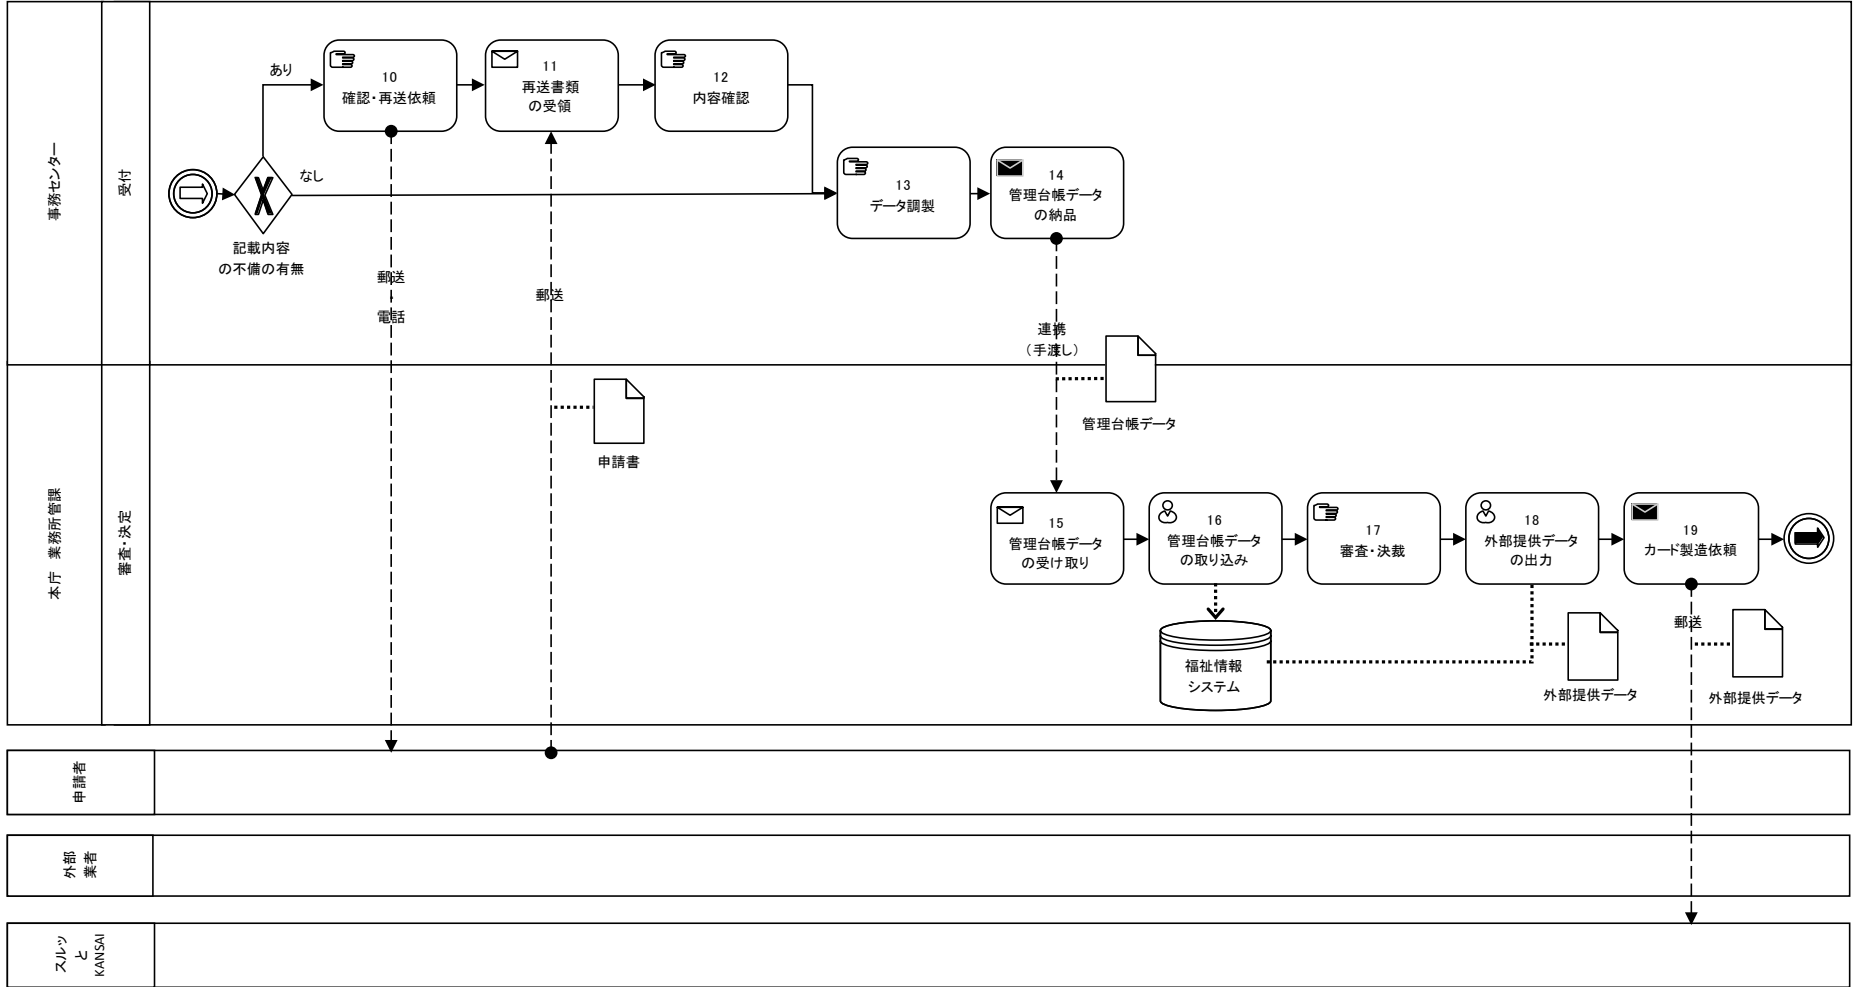 事務センター
受付
あり
10
確認・再送依頼
11
再送書類
の受領
12
内容確認
なし
記載内容
の不備の有無
13
データ調製
14
管理台帳データ
の納品
郵送
・
電話
郵送
連携
（手渡し）
管理台帳データ
申請書
本庁 業務所管課
審査・決定
15
管理台帳データ
の受け取り
16
管理台帳データ
の取り込み
17
審査・決裁
18
外部提供データ
の出力
19
カード製造依頼
福祉情報
システム
外部提供データ
郵送
外部提供データ
申請者
外部
業者
スルッ
と
KANSAI